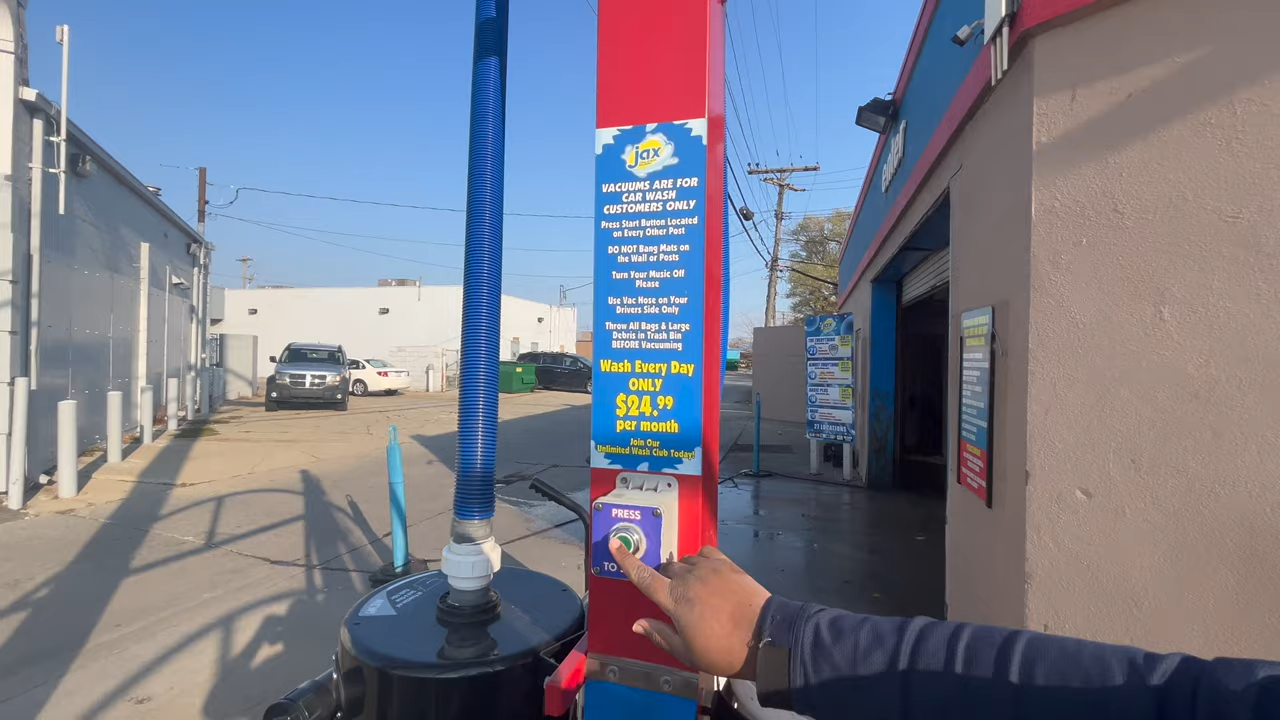 jax
VACUUMS ARE FOR
CAR WASH
CUSTOMERS ONLY
Press Start Button Located
on Every Other Post
DO NOT Bang Mats on
the Wall or Posts
Turn Your Music Off
Please
Use Vac Hose on Your
Drivers Side Only
Throw All Bags & Large
Debris in Trash Bin
BEFORE Vacuuming
Wash Every Day
ONLY
$24.99
per month
Join Our
Unlimited Wash Club Today!
PRESS
TO
27 LOCATIONS